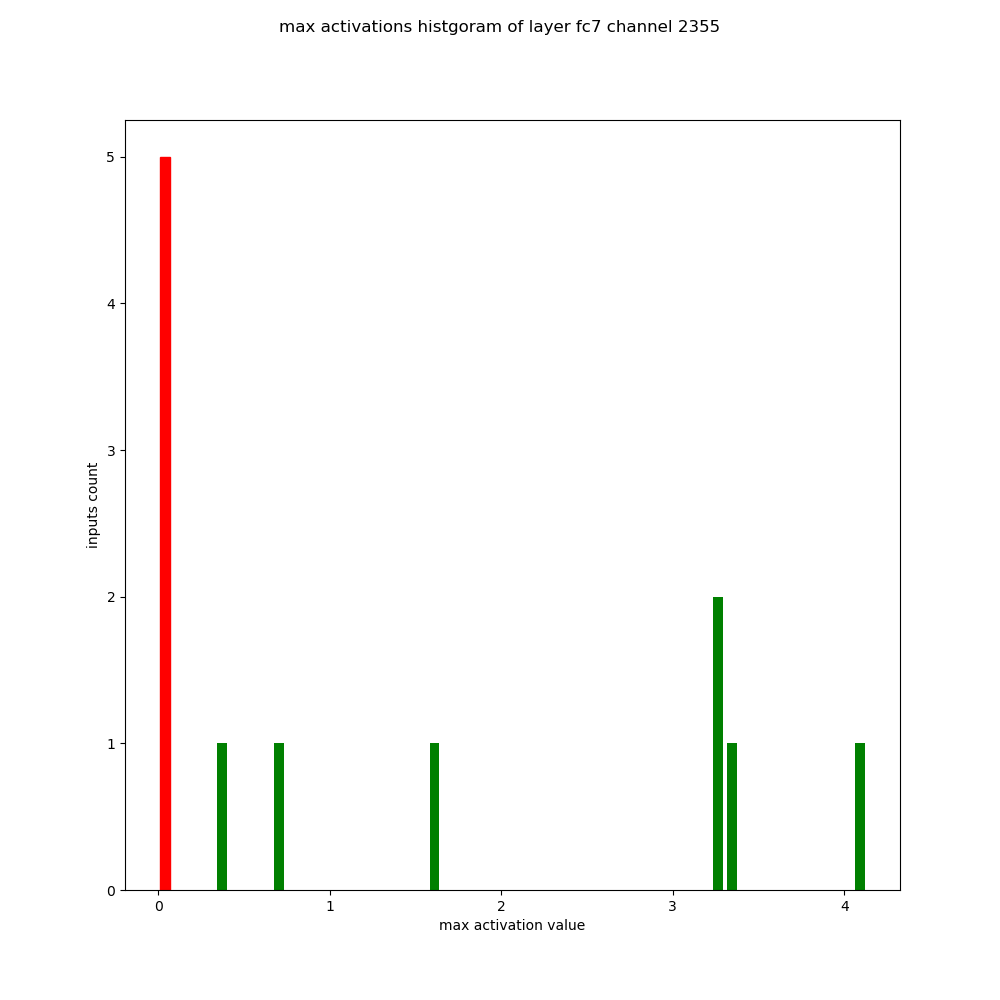 max activations histgoram of layer fc7 channel 2355
5
4
3
2
1
0
inputs count
0 1 2 3 4
max activation value